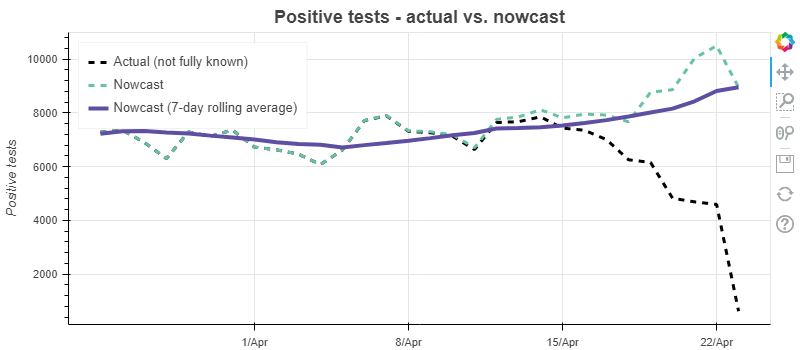 Positive tests - actual vs. nowcast
Actual (not fully known)
Nowcast
Nowcast (7-day rolling average)
Positive tests
10000
8000
6000
4000
2000
1/Apr
8/Apr
15/Apr
22/Apr